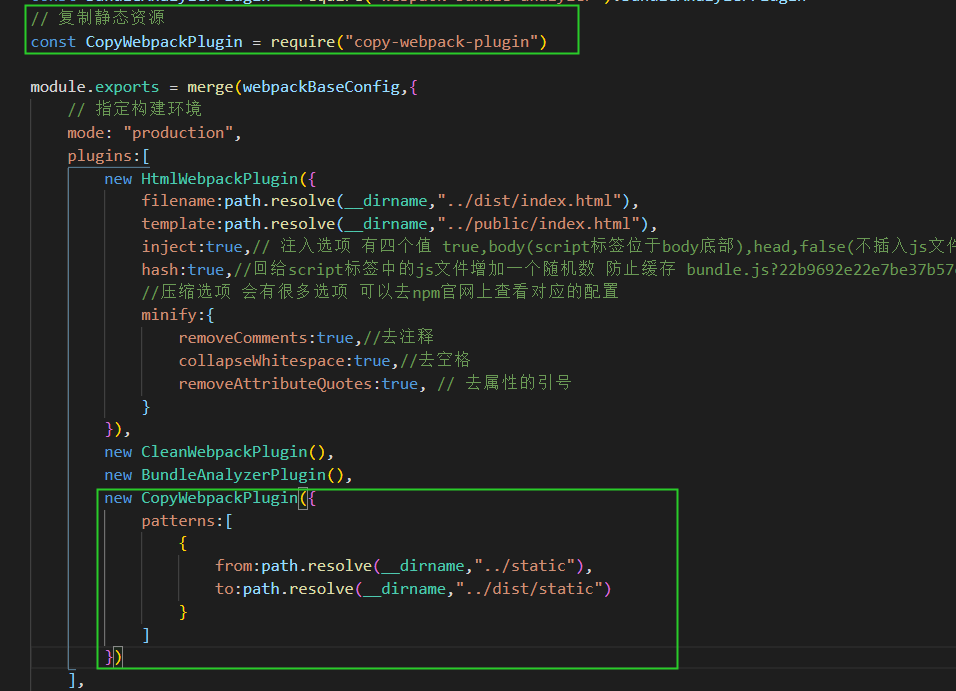 // 复制静态资源
const CopyWebpackPlugin = require("copy-webpack-plugin")
module.exports = merge(webpackBaseConfig,{
// 指定构建环境
mode: "production",
plugins:[
new HtmlWebpackPlugin({
filename:path.resolve(__dirname,"../dist/index.html"),
template:path.resolve(__dirname,"../public/index.html"),
inject:true,// 注入选项 有四个值 true,body(script标签位于body底部),head,false(不插入js文件
hash:true,//回给script标签中的js文件增加一个随机数 防止缓存 bundle.js?22b9692e22e7be37b57
//压缩选项 会有很多选项 可以去npm官网上查看对应的配置
minify:{
removeComments:true,//去注释
collapseWhitespace:true,//去空格
removeAttributeQuotes:true, // 去属性的引号
}
}),
new CleanWebpackPlugin(),
new BundleAnalyzerPlugin(),
new CopyWebpackPlugin({
patterns:[
{
from:path.resolve(__dirname,"../static"),
to:path.resolve(__dirname,"../dist/static")
}
]
})
],